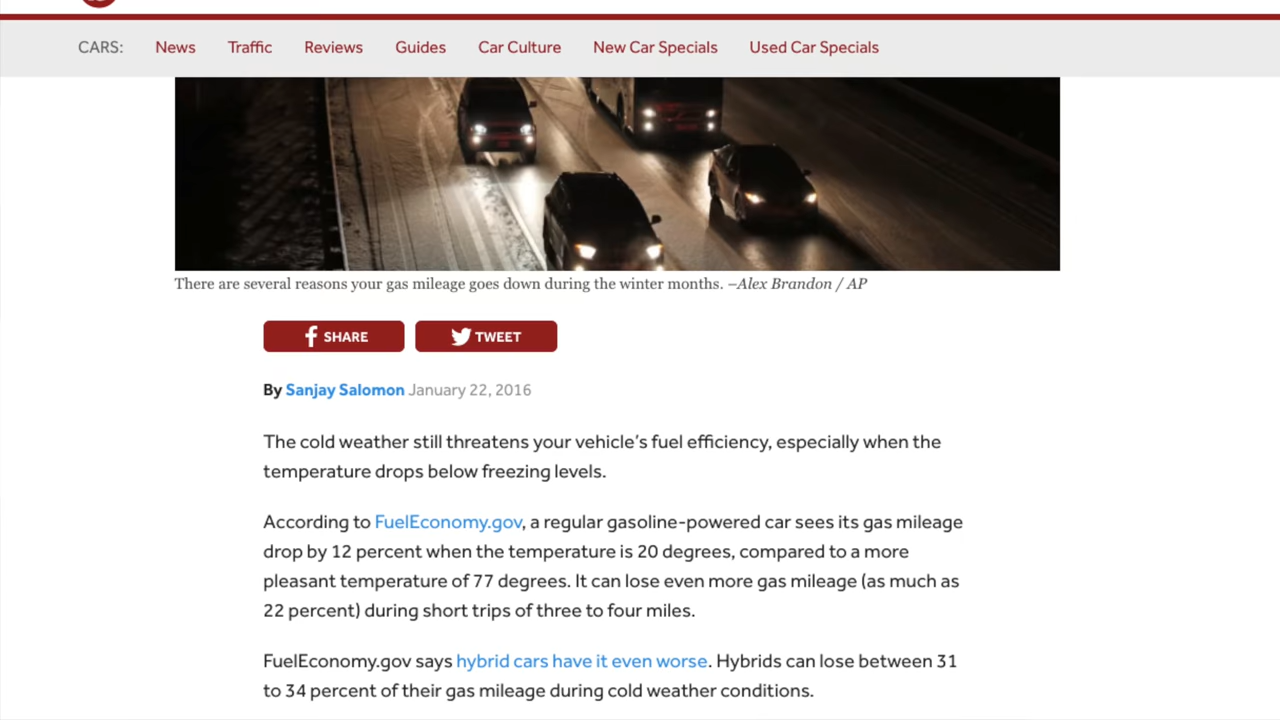 CARS: News Traffic Reviews Guides Car Culture New Car Specials Used Car Specials
There are several reasons your gas mileage goes down during the winter months. –Alex Brandon / AP
SHARE TWEET
By Sanjay Salomon January 22, 2016
The cold weather still threatens your vehicle's fuel efficiency, especially when the
temperature drops below freezing levels.
According to FuelEconomy.gov, a regular gasoline-powered car sees its gas mileage
drop by 12 percent when the temperature is 20 degrees, compared to a more
pleasant temperature of 77 degrees. It can lose even more gas mileage (as much as
22 percent) during short trips of three to four miles.
FuelEconomy.gov says hybrid cars have it even worse. Hybrids can lose between 31
to 34 percent of their gas mileage during cold weather conditions.